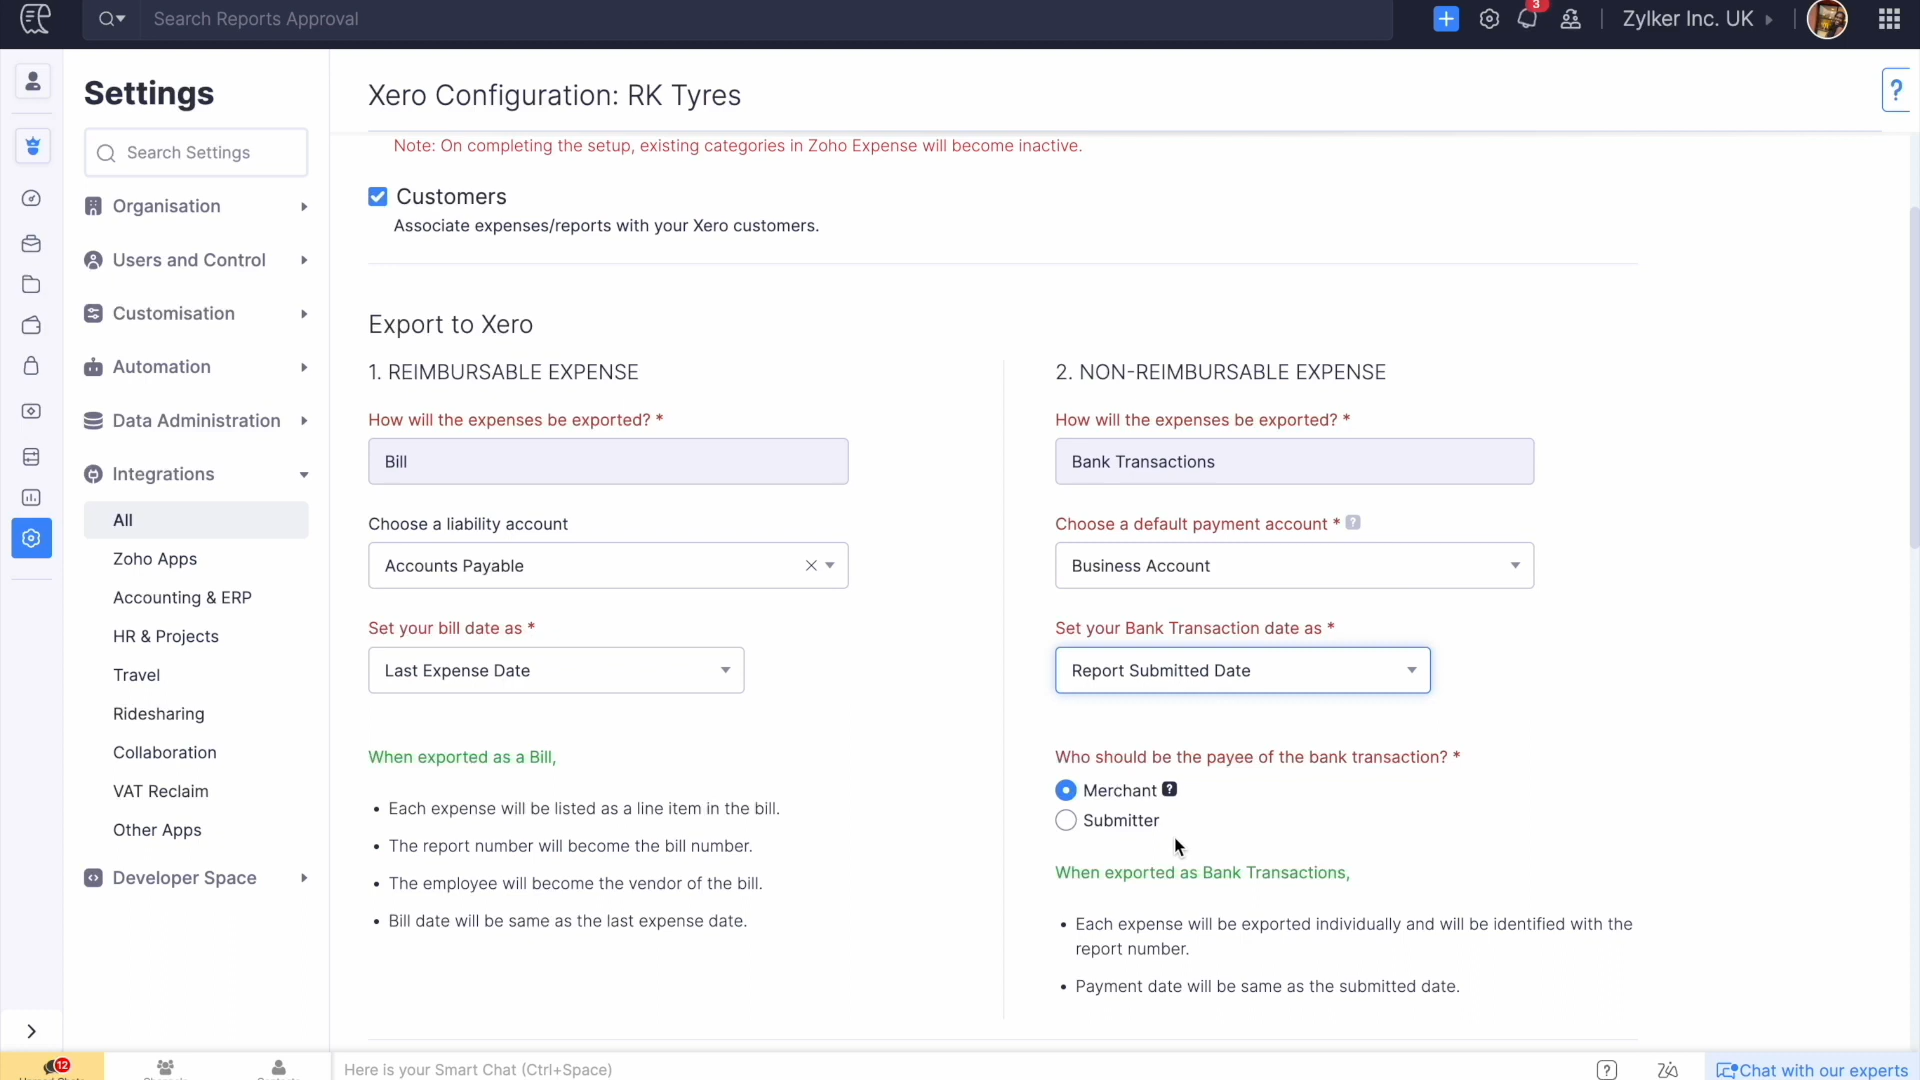 Search Reports Approval
3
Zylker Inc. UK
Settings
Search Settings
Organisation
Users and Control
Customisation
Automation
Data Administration
Integrations
All
Zoho Apps
Accounting & ERP
HR & Projects
Travel
Ridesharing
Collaboration
VAT Reclaim
Other Apps
Developer Space
Xero Configuration: RK Tyres
?
Note: On completing the setup, existing categories in Zoho Expense will become inactive.
Customers
Associate expenses/reports with your Xero customers.
Export to Xero
1. REIMBURSABLE EXPENSE
How will the expenses be exported? *
Bill
Choose a liability account
Accounts Payable
Set your bill date as *
Last Expense Date
When exported as a Bill,
• Each expense will be listed as a line item in the bill.
• The report number will become the bill number.
• The employee will become the vendor of the bill.
• Bill date will be same as the last expense date.
2. NON-REIMBURSABLE EXPENSE
How will the expenses be exported? *
Bank Transactions
Choose a default payment account * ?
Business Account
Set your Bank Transaction date as *
Report Submitted Date
Who should be the payee of the bank transaction? *
Merchant ?
Submitter
When exported as Bank Transactions,
• Each expense will be exported individually and will be identified with the
report number.
• Payment date will be same as the submitted date.
12
Here is your Smart Chat (Ctrl+Space)
?
Chat with our experts